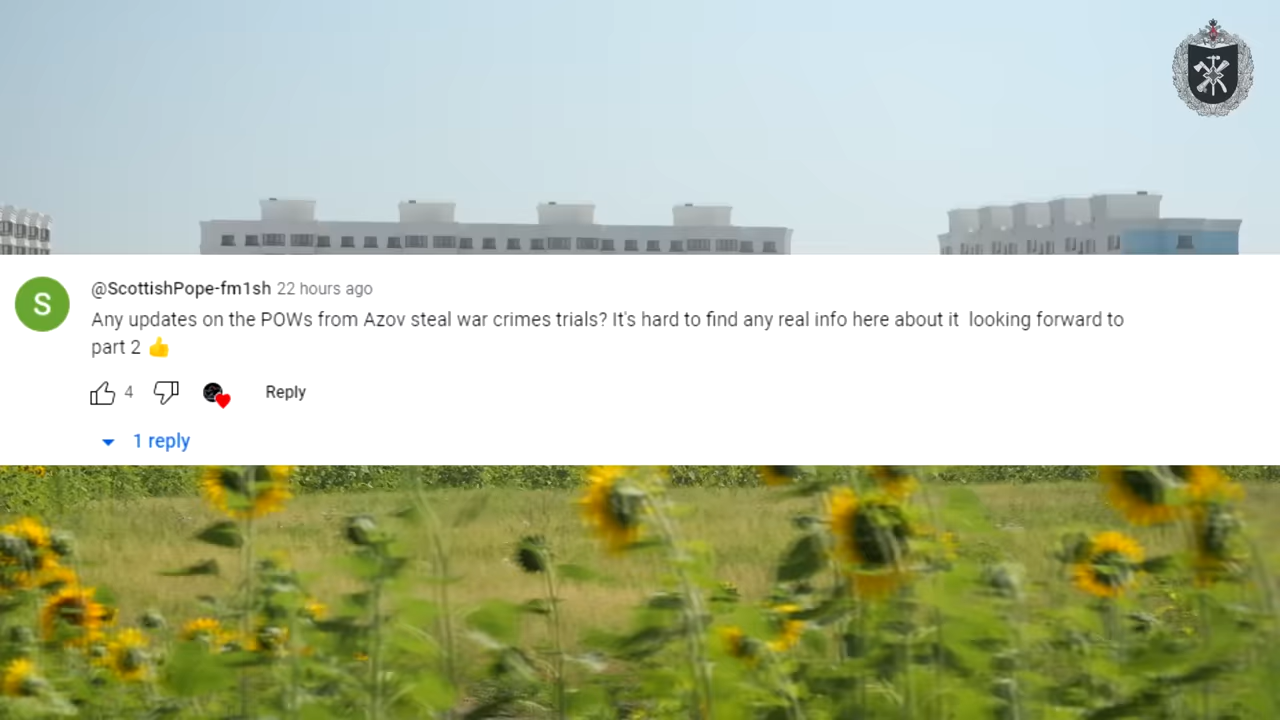 @ScottishPope-fm1sh 22 hours ago
Any updates on the POWs from Azov steal war crimes trials? It's hard to find any real info here about it  looking forward to
part 2 👍
4
Reply
1 reply
S